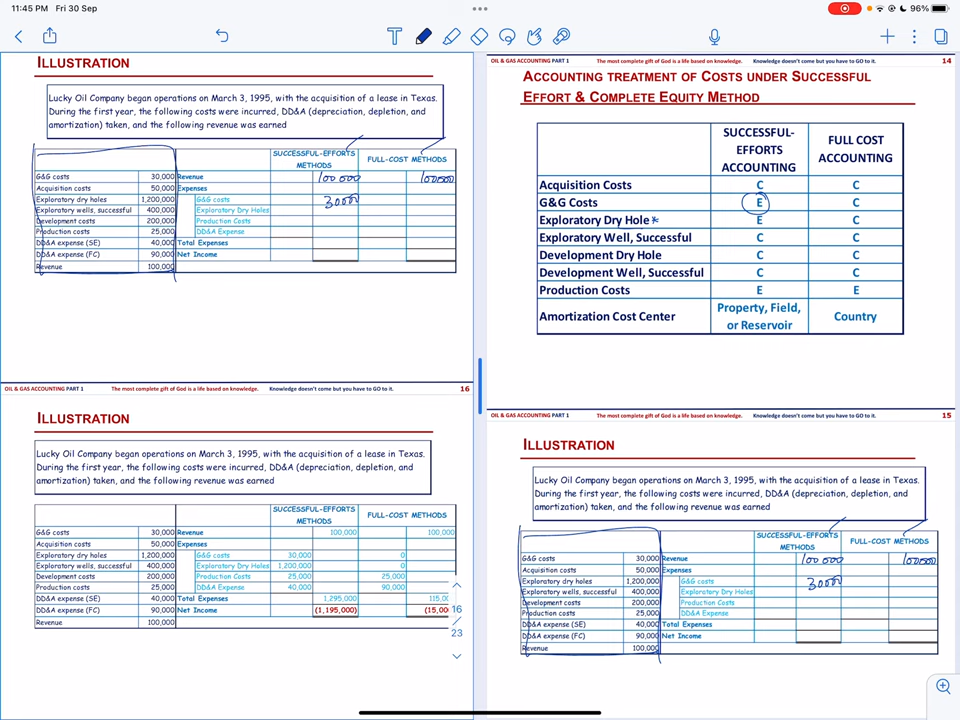 11:45 PM Fri 30 Sep
96%
ILLUSTRATION
Lucky Oil Company began operations on March 3, 1995, with the acquisition of a lease in Texas.
During the first year, the following costs were incurred, DD&A (depreciation, depletion, and
amortization) taken, and the following revenue was earned
SUCCESSFUL-EFFORTS
METHODS
FULL-COST METHODS
G&G costs 30,000 Revenue 100 000 100,000
Acquisition costs 50,000 Expenses
Exploratory dry holes 1,200,000 G&G costs 30000
Exploratory wells, successful 400,000 Exploratory Dry Holes
Development costs 200,000 Production Costs
Production costs 25,000 DD&A Expense
DD&A expense (SE) 40,000 Total Expenses
DD&A expense (FC) 90,000 Net Income
Revenue 100,000
OIL & GAS ACCOUNTING PART 1 The most complete gift of God is a life based on knowledge. Knowledge doesn't come but you have to GO to it. 16
ILLUSTRATION
Lucky Oil Company began operations on March 3, 1995, with the acquisition of a lease in Texas.
During the first year, the following costs were incurred, DD&A (depreciation, depletion, and
amortization) taken, and the following revenue was earned
SUCCESSFUL-EFFORTS
METHODS
FULL-COST METHODS
G&G costs 30,000 Revenue 100,000 100,000
Acquisition costs 50,000 Expenses
Exploratory dry holes 1,200,000 G&G costs 30,000 0
Exploratory wells, successful 400,000 Exploratory Dry Holes 1,200,000 0
Development costs 200,000 Production Costs 25,000 25,000
Production costs 25,000 DD&A Expense 40,000 90,000
DD&A expense (SE) 40,000 Total Expenses 1,295,000 115,00
DD&A expense (FC) 90,000 Net Income (1,195,000) (15,00
Revenue 100,000
16
23
OIL & GAS ACCOUNTING PART 1 The most complete gift of God is a life based on knowledge. Knowledge doesn't come but you have to GO to it. 14
ACCOUNTING TREATMENT OF COSTS UNDER SUCCESSFUL
EFFORT & COMPLETE EQUITY METHOD
SUCCESSFUL-
EFFORTS
ACCOUNTING
FULL COST
ACCOUNTING
Acquisition Costs C C
G&G Costs E C
Exploratory Dry Hole E C
Exploratory Well, Successful C C
Development Dry Hole C C
Development Well, Successful C C
Production Costs E E
Amortization Cost Center Property, Field,
or Reservoir Country
OIL & GAS ACCOUNTING PART 1 The most complete gift of God is a life based on knowledge. Knowledge doesn't come but you have to GO to it. 15
ILLUSTRATION
Lucky Oil Company began operations on March 3, 1995, with the acquisition of a lease in Texas.
During the first year, the following costs were incurred, DD&A (depreciation, depletion, and
amortization) taken, and the following revenue was earned
SUCCESSFUL-EFFORTS
METHODS
FULL-COST METHODS
G&G costs 30,000 Revenue 100 000 100,000
Acquisition costs 50,000 Expenses
Exploratory dry holes 1,200,000 G&G costs 30000
Exploratory wells, successful 400,000 Exploratory Dry Holes
Development costs 200,000 Production Costs
Production costs 25,000 DD&A Expense
DD&A expense (SE) 40,000 Total Expenses
DD&A expense (FC) 90,000 Net Income
Revenue 100,000